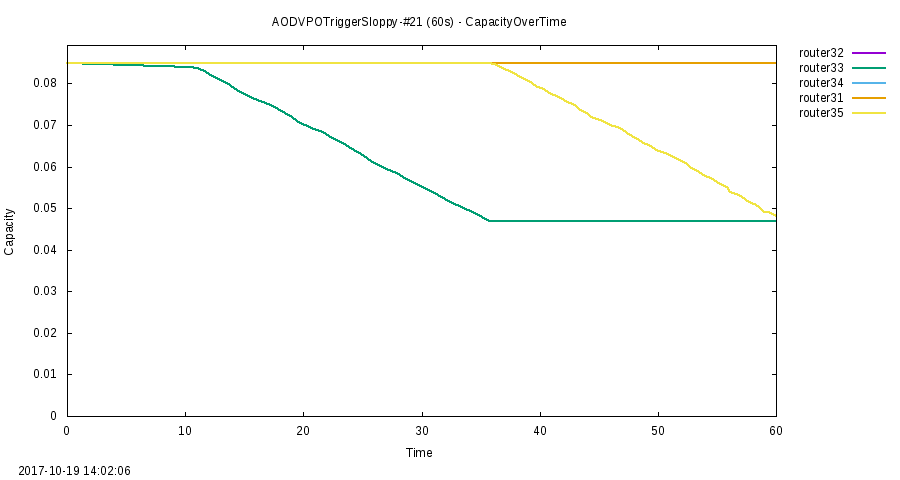 AODVPOTriggerSloppy-#21 (60s) - CapacityOverTime
router32
router33
router34
router31
router35
0.08
0.07
0.06
0.05
0.04
0.03
0.02
0.01
0
Capacity
0 10 20 30 40 50 60
Time
2017-10-19 14:02:06